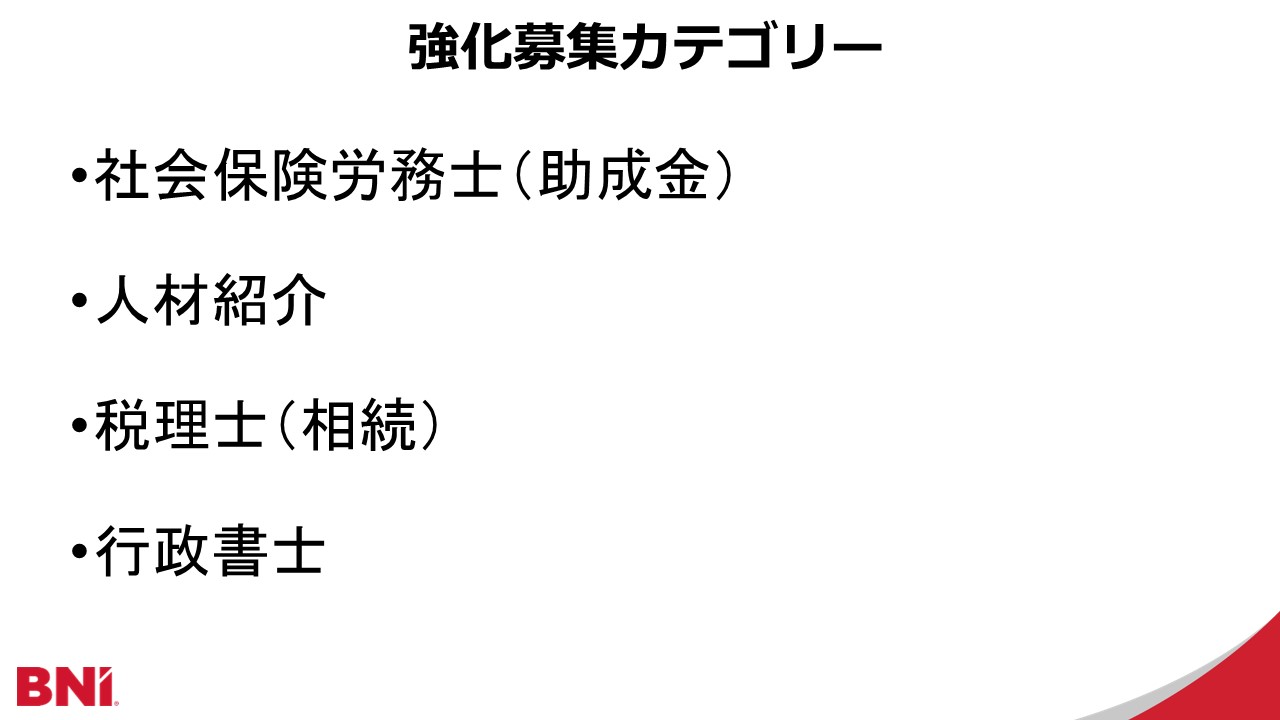 強化募集カテゴリー
•社会保険労務士（助成金）
•人材紹介
•税理士（相続）
•行政書士
BNI®